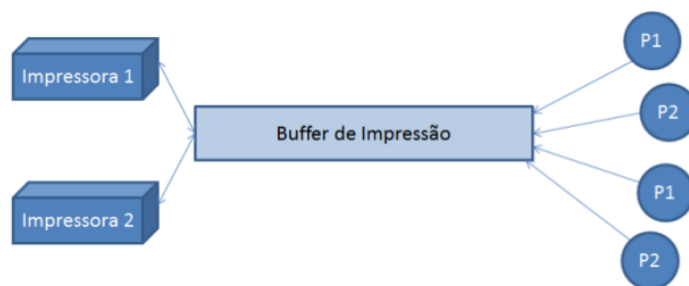 Impressora 1
Buffer de Impressão
Impressora 2
P1
P2
P1
P2